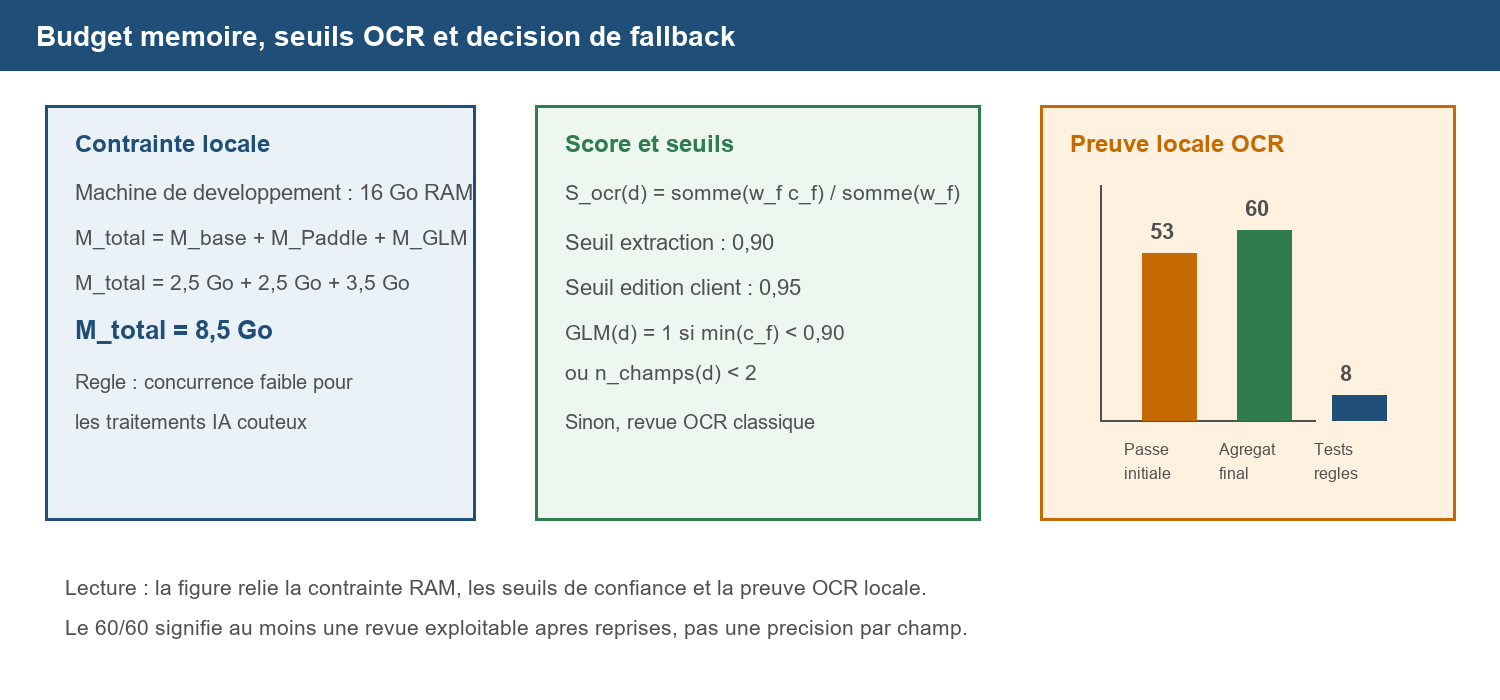 Budget memoire, seuils OCR et decision de fallback
Contrainte locale
Machine de developpement : 16 Go RAM
M_total = M_base + M_Paddle + M_GLM
M_total = 2,5 Go + 2,5 Go + 3,5 Go
M_total = 8,5 Go
Regle : concurrence faible pour
les traitements IA couteux
Score et seuils
S_ocr(d) = somme(w_f c_f) / somme(w_f)
Seuil extraction : 0,90
Seuil edition client : 0,95
GLM(d) = 1 si min(c_f) < 0,90
ou n_champs(d) < 2
Sinon, revue OCR classique
Preuve locale OCR
53
60
8
Passe
initiale
Agregat
final
Tests
regles
Lecture : la figure relie la contrainte RAM, les seuils de confiance et la preuve OCR locale.
Le 60/60 signifie au moins une revue exploitable apres reprises, pas une precision par champ.